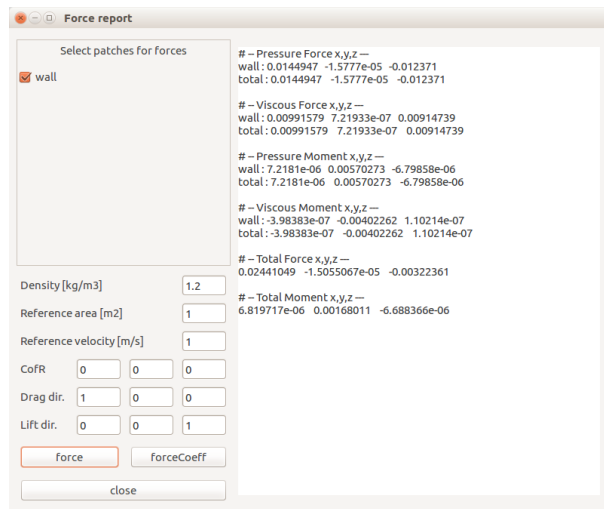 Force report
Select patches for forces
wall
Density [kg/m3] 1.2
Reference area [m2] 1
Reference velocity [m/s] 1
CofR 0 0 0
Drag dir. 1 0 0
Lift dir. 0 0 1
force forceCoeff
close
# -- Pressure Force x,y,z ---
wall : 0.0144947 -1.5777e-05 -0.012371
total : 0.0144947 -1.5777e-05 -0.012371
# -- Viscous Force x,y,z ---
wall : 0.00991579 7.21933e-07 0.00914739
total : 0.00991579 7.21933e-07 0.00914739
# -- Pressure Moment x,y,z ---
wall : 7.2181e-06 0.00570273 -6.79858e-06
total : 7.2181e-06 0.00570273 -6.79858e-06
# -- Viscous Moment x,y,z ---
wall : -3.98383e-07 -0.00402262 1.10214e-07
total : -3.98383e-07 -0.00402262 1.10214e-07
# -- Total Force x,y,z ---
0.02441049 -1.5055067e-05 -0.00322361
# -- Total Moment x,y,z ---
6.819717e-06 0.00168011 -6.688366e-06